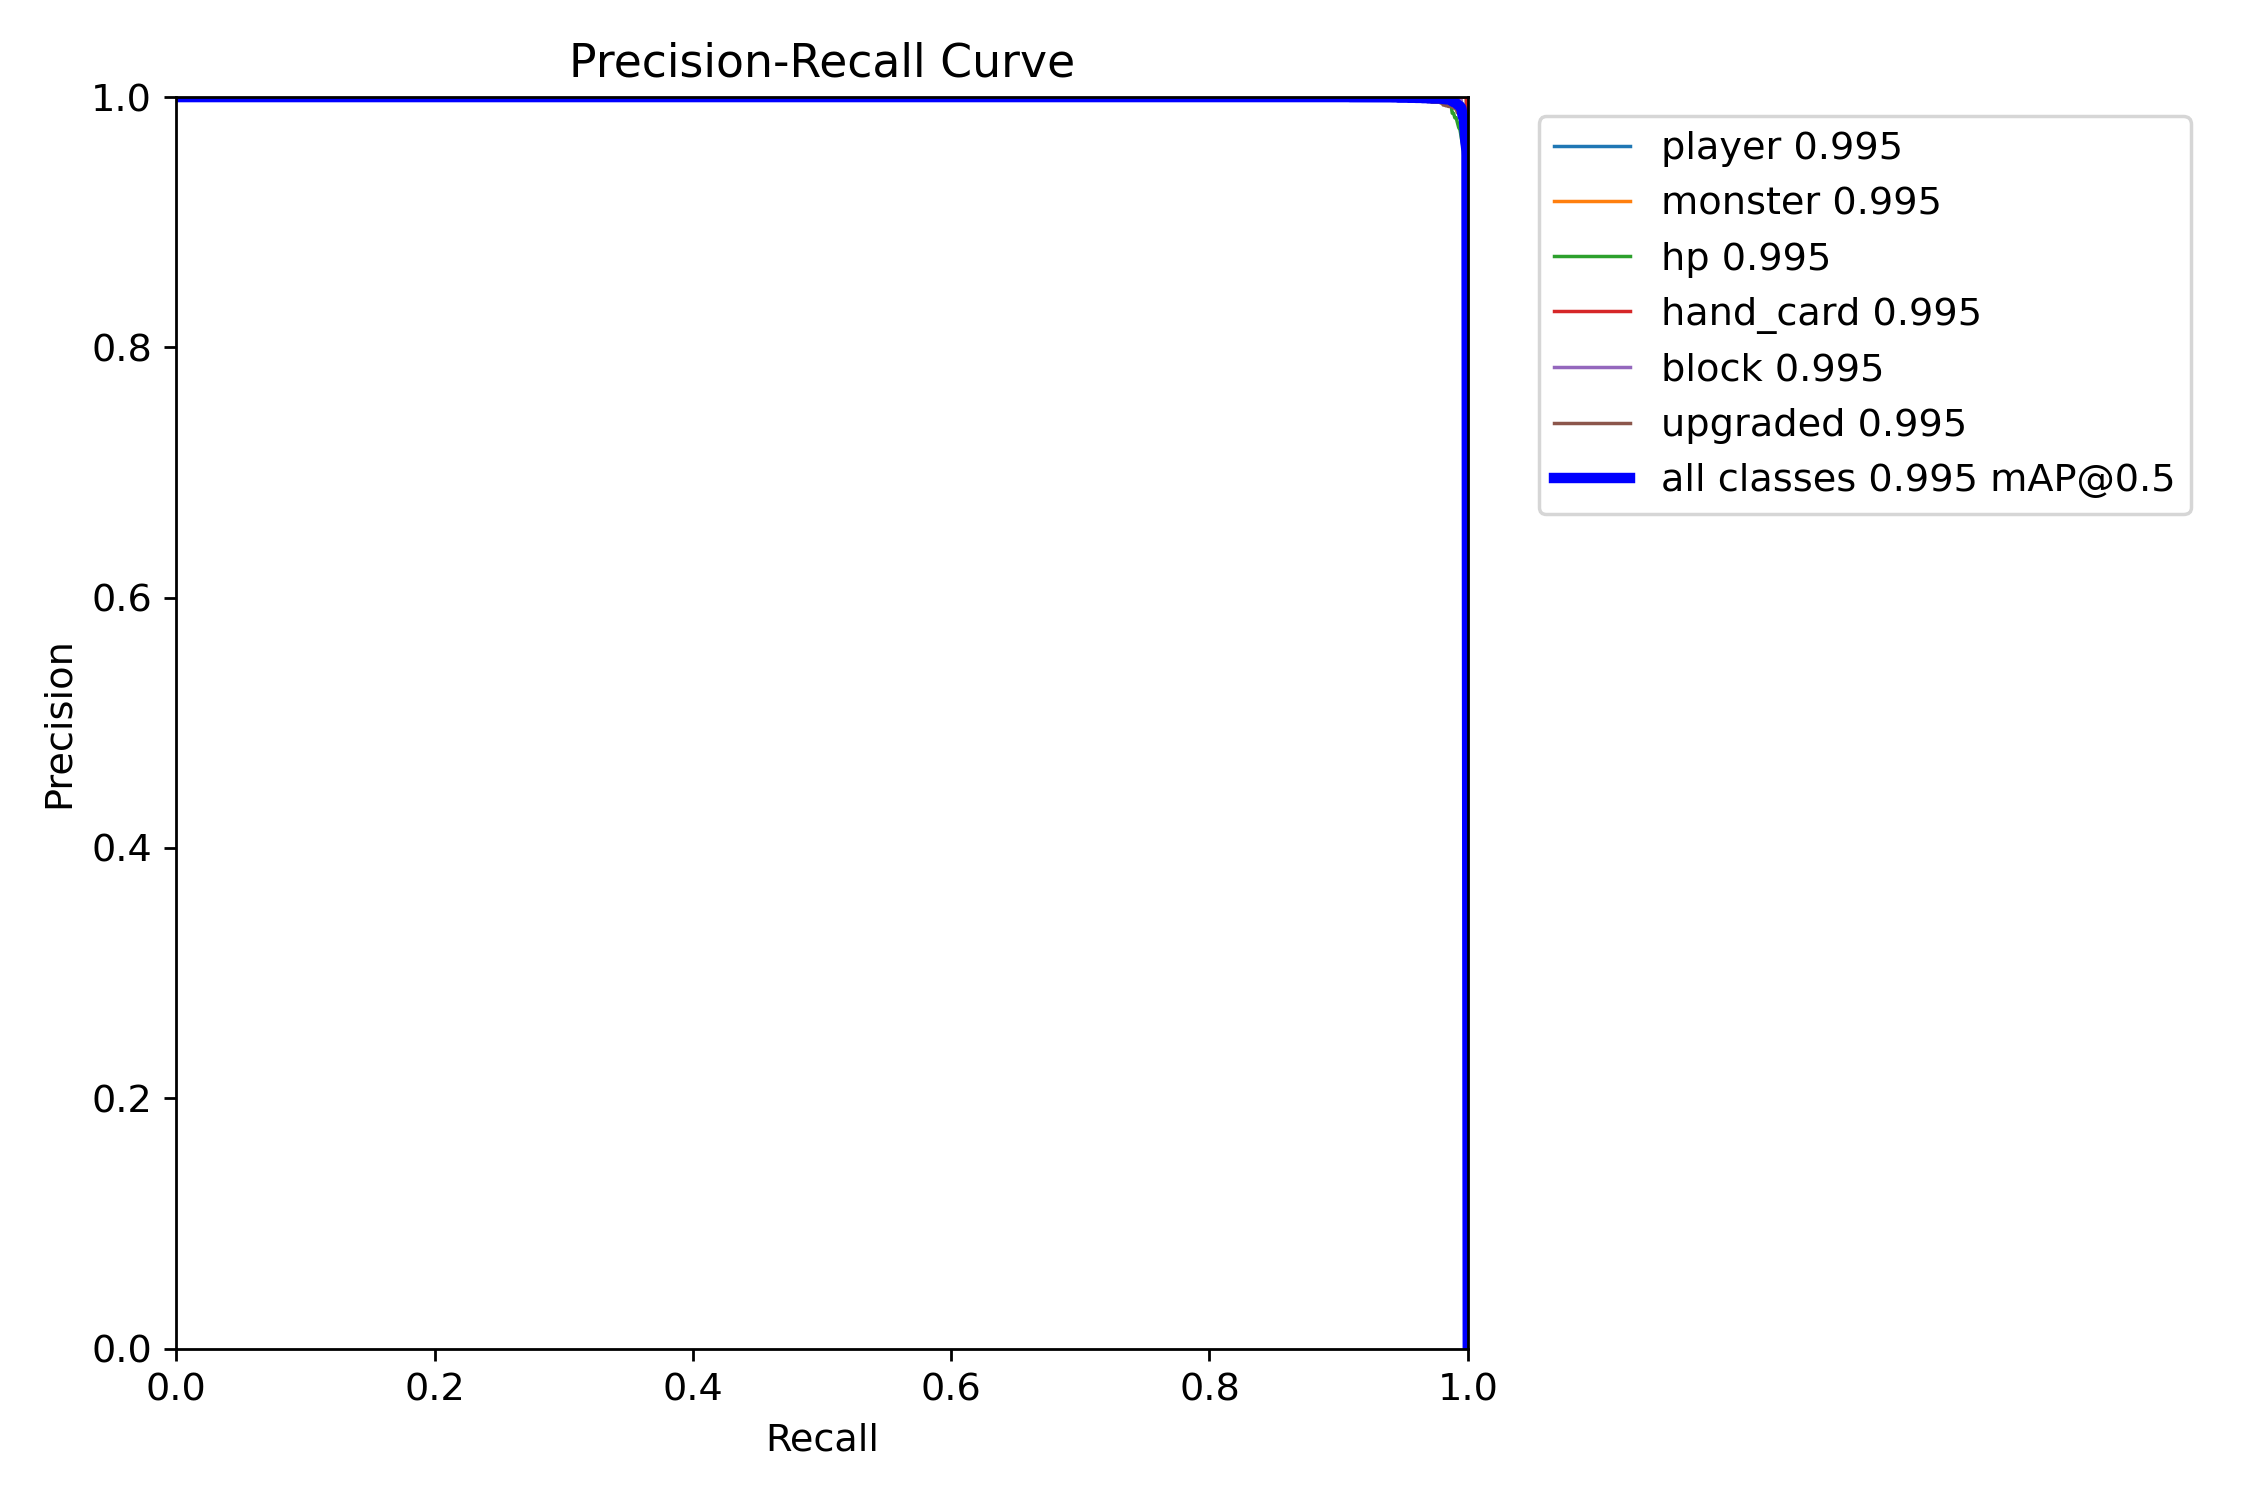 Precision-Recall Curve
1.0
0.8
0.6
0.4
0.2
0.0
Precision
0.0 0.2 0.4 0.6 0.8 1.0
Recall
player 0.995
monster 0.995
hp 0.995
hand_card 0.995
block 0.995
upgraded 0.995
all classes 0.995 mAP@0.5